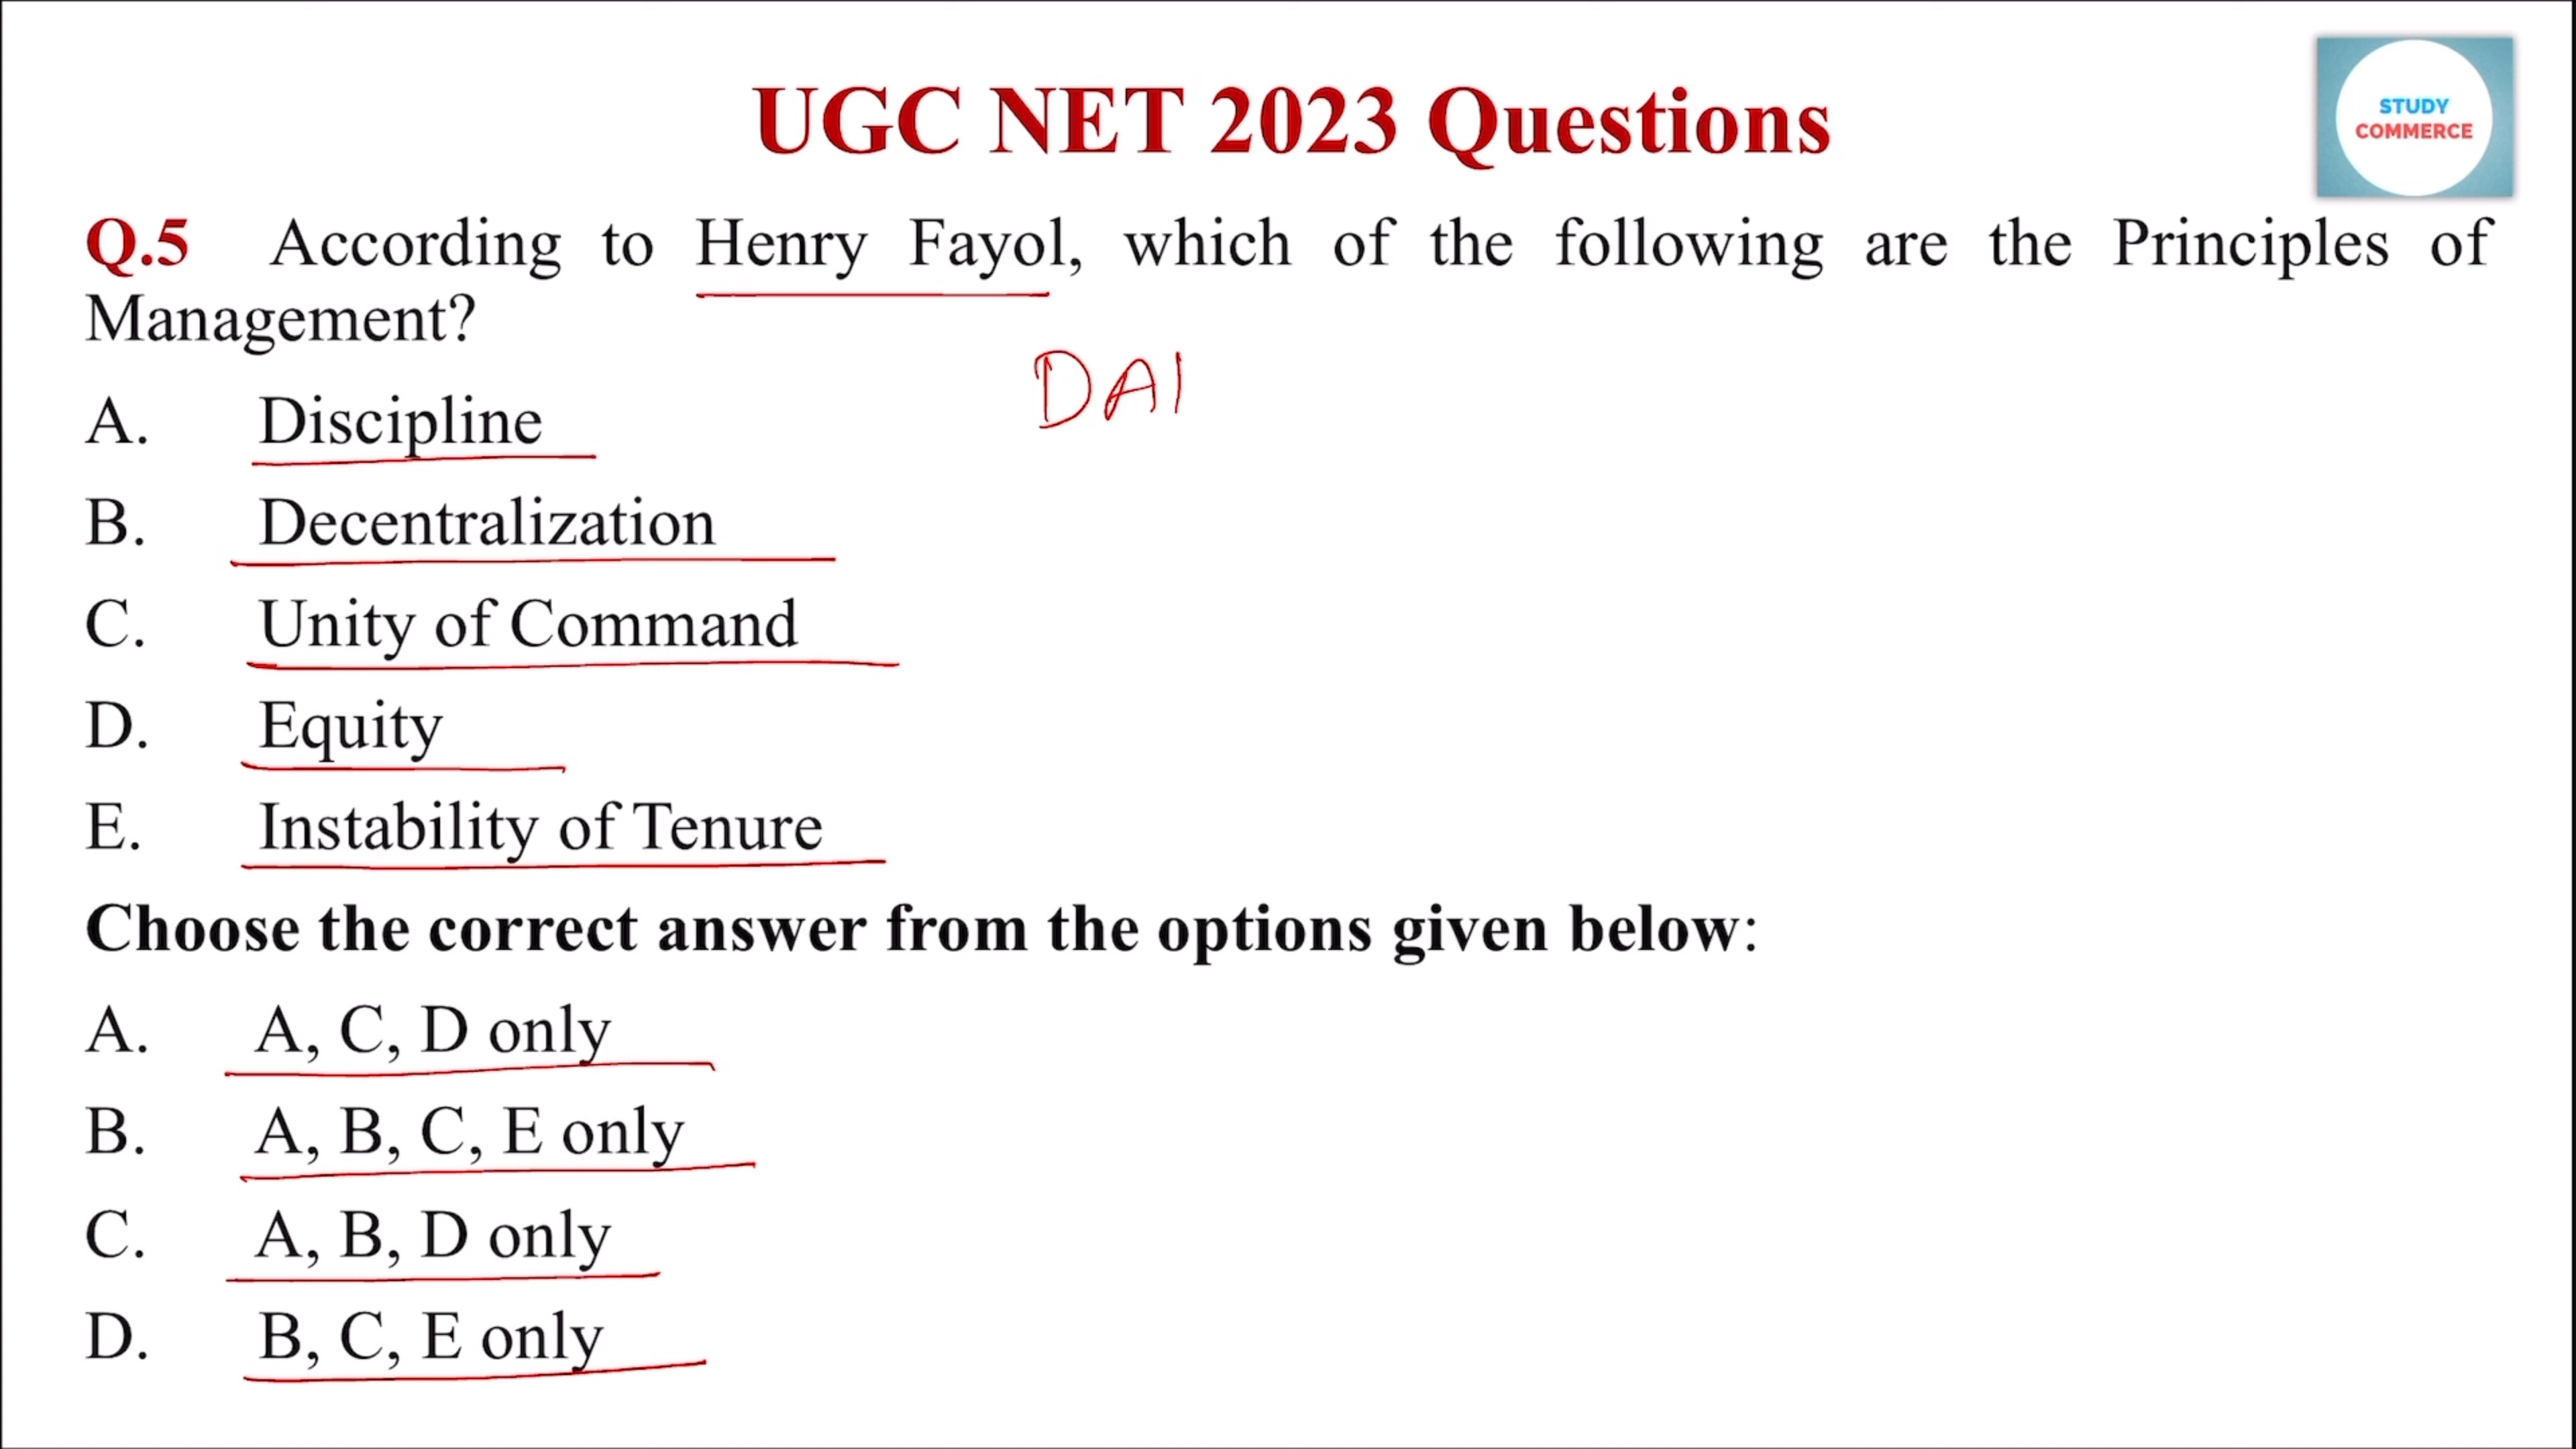 UGC NET 2023 Questions
STUDY
COMMERCE
Q.5 According to Henry Fayol, which of the following are the Principles of
Management?
DAI
A. Discipline
B. Decentralization
C. Unity of Command
D. Equity
E. Instability of Tenure
Choose the correct answer from the options given below:
A. A, C, D only
B. A, B, C, E only
C. A, B, D only
D. B, C, E only